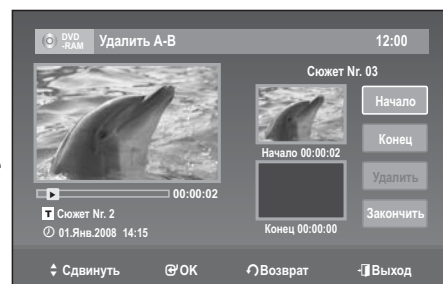 DVD-RAM Удалить A-B 12:00
Сюжет Nr. 03
Начало
Начало 00:00:02
Конец
Удалить
00:00:02
T Сюжет Nr. 2
Конец 00:00:00
Закончить
01.Янв.2008 14:15
Сдвинуть OK Возврат Выход